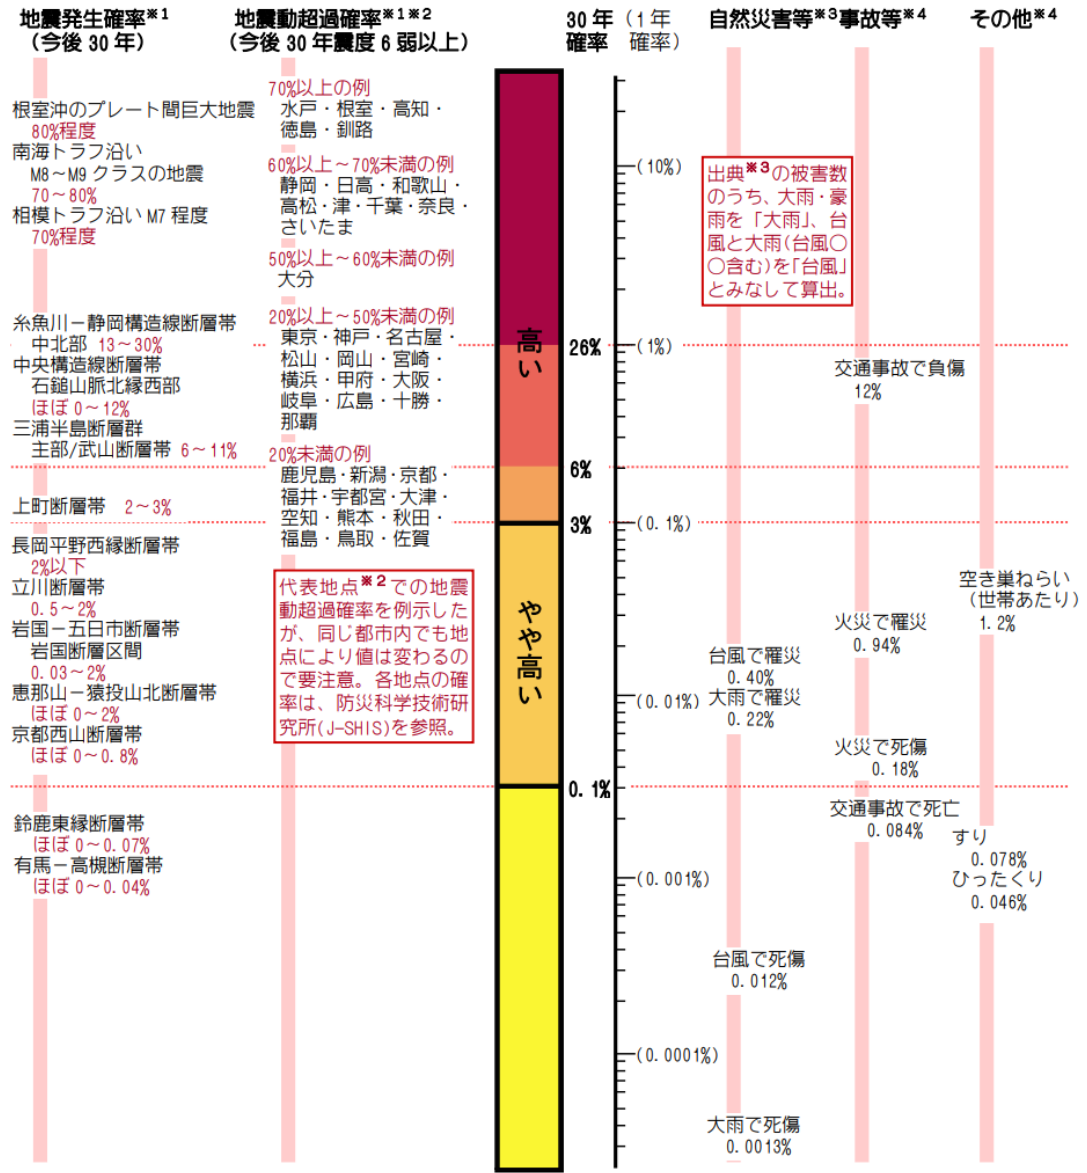 地震発生確率※1
(今後 30 年)
地震動超過確率※1※2
(今後 30 年震度 6 弱以上)
30 年
確率
(1 年
確率)
自然災害等※3
事故等※4
その他※4
根室沖のプレート間巨大地震
80%程度
南海トラフ沿い
M8～M9 クラスの地震
70～80%
相模トラフ沿い M7 程度
70%程度
糸魚川－静岡構造線断層帯
中北部 13～30%
中央構造線断層帯
石鎚山脈北縁西部
ほぼ 0～12%
三浦半島断層群
主部/武山断層帯 6～11%
上町断層帯 2～3%
長岡平野西縁断層帯
2%以下
立川断層帯
0.5～2%
岩国－五日市断層帯
岩国断層区間
0.03～2%
恵那山－猿投山北断層帯
ほぼ 0～2%
京都西山断層帯
ほぼ 0～0.8%
鈴鹿東縁断層帯
ほぼ 0～0.07%
有馬－高槻断層帯
ほぼ 0～0.04%
70%以上の例
水戸・根室・高知・
徳島・釧路
60%以上～70%未満の例
静岡・日高・和歌山・
高松・津・千葉・奈良・
さいたま
50%以上～60%未満の例
大分
20%以上～50%未満の例
東京・神戸・名古屋・
松山・岡山・宮崎・
横浜・甲府・大阪・
岐阜・広島・十勝・
那覇
20%未満の例
鹿児島・新潟・京都・
福井・宇都宮・大津・
空知・熊本・秋田・
福島・鳥取・佐賀
代表地点※2での地震
動超過確率を例示した
が、同じ都市内でも地
点により値は変わるの
で要注意。各地点の確
率は、防災科学技術研
究所(J-SHIS)を参照。
高い
やや高い
26%
6%
3%
0.1%
(10%)
(1%)
(0.1%)
(0.01%)
(0.001%)
(0.0001%)
出典※3の被害数
のうち、大雨・豪
雨を「大雨」、台
風と大雨(台風○
○含む)を「台風」
とみなして算出。
台風で罹災
0.40%
大雨で罹災
0.22%
台風で死傷
0.012%
大雨で死傷
0.0013%
交通事故で負傷
12%
火災で罹災
0.94%
火災で死傷
0.18%
交通事故で死亡
0.084%
空き巣ねらい
(世帯あたり)
1.2%
すり
0.078%
ひったくり
0.046%